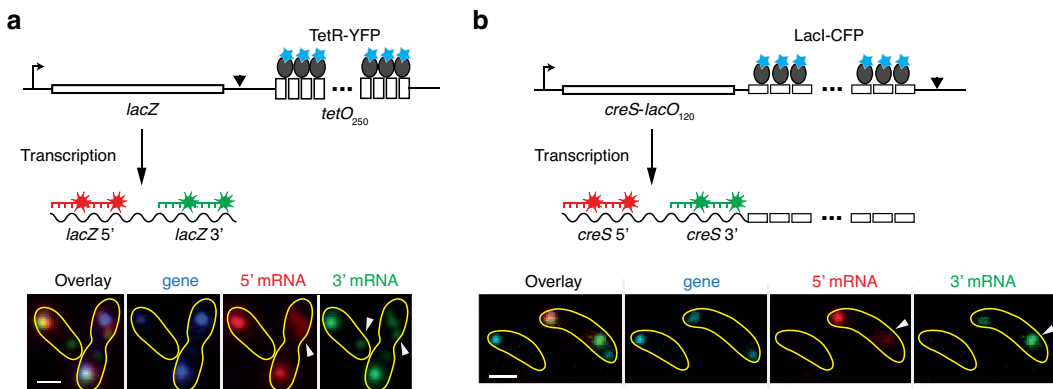 a
TetR-YFP
lacZ
tetO250
Transcription
lacZ 5’
lacZ 3’
Overlay
gene
5’ mRNA
3’ mRNA
b
LacI-CFP
creS-lacO120
Transcription
creS 5’
creS 3’
Overlay
gene
5’ mRNA
3’ mRNA